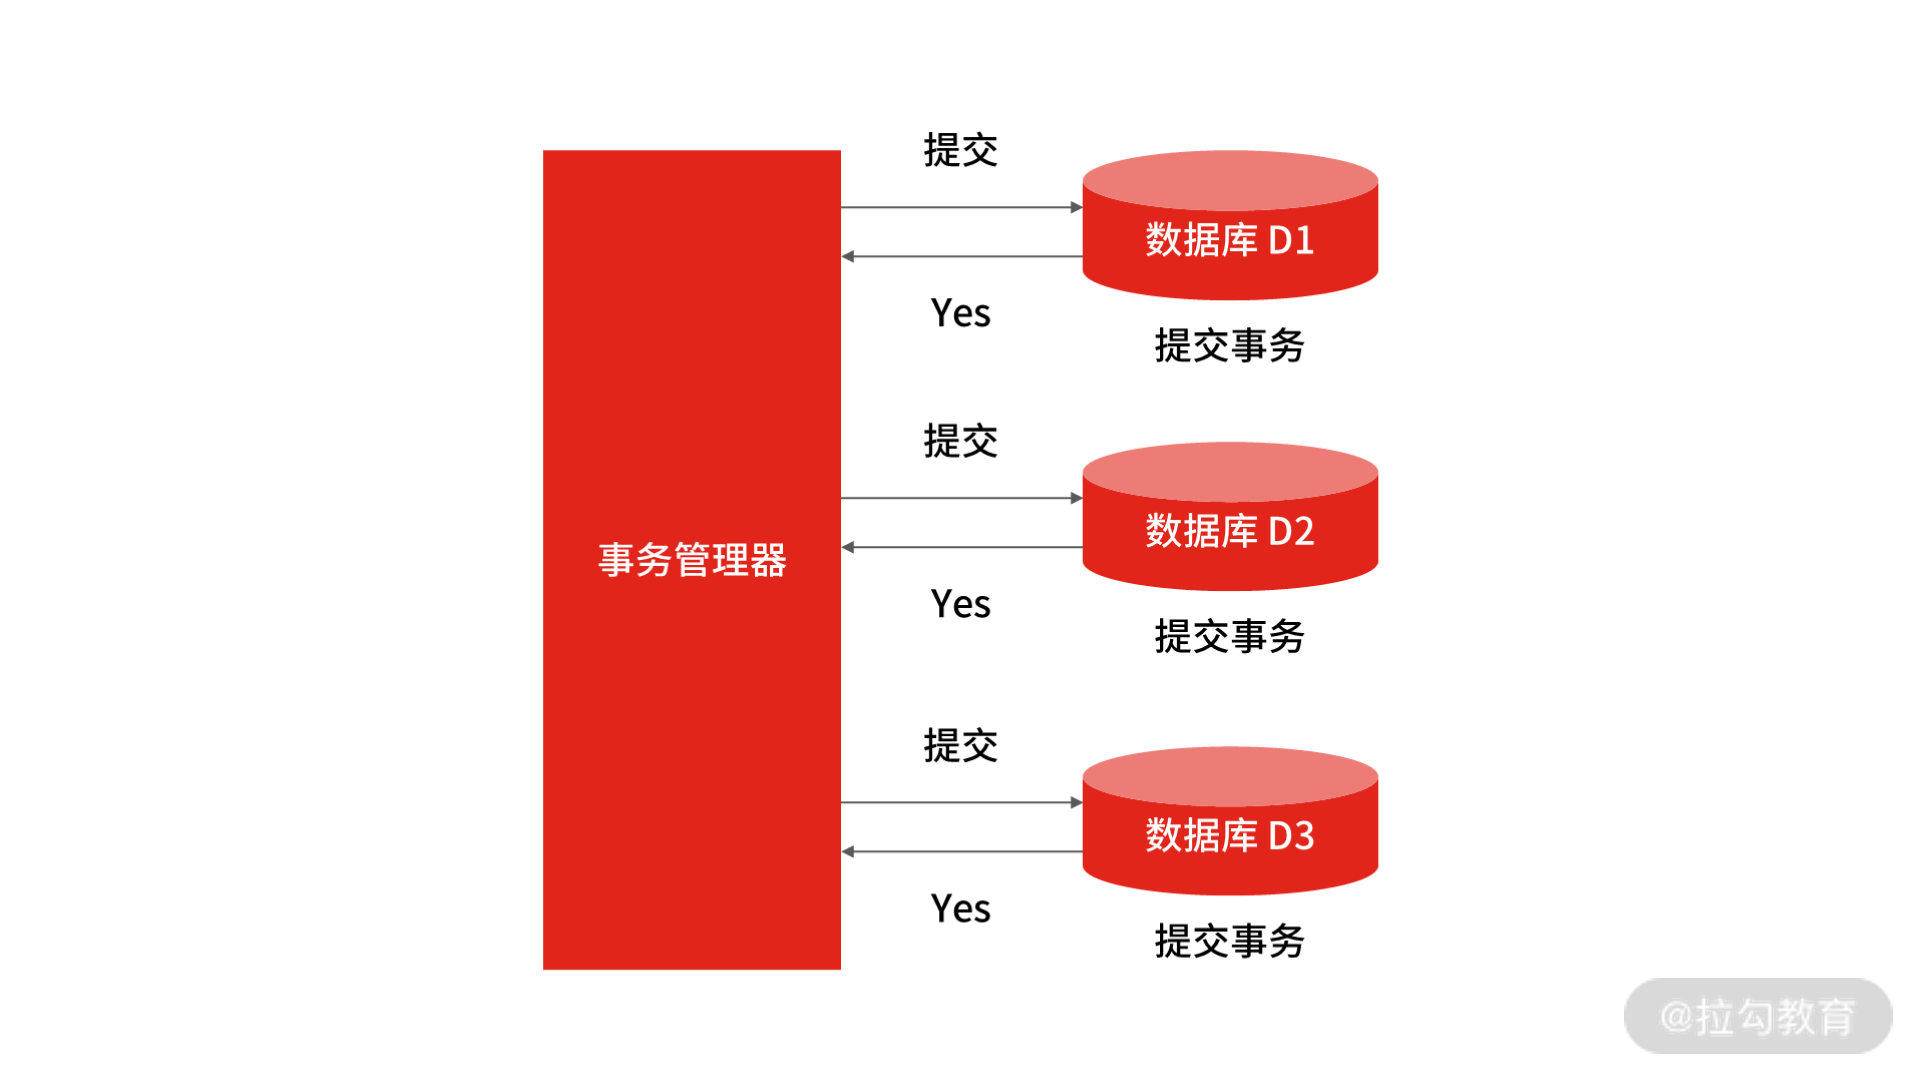 提交
数据库 D1
Yes
提交事务
提交
数据库 D2
事务管理器
Yes
提交事务
提交
数据库 D3
Yes
提交事务
@拉勾教育